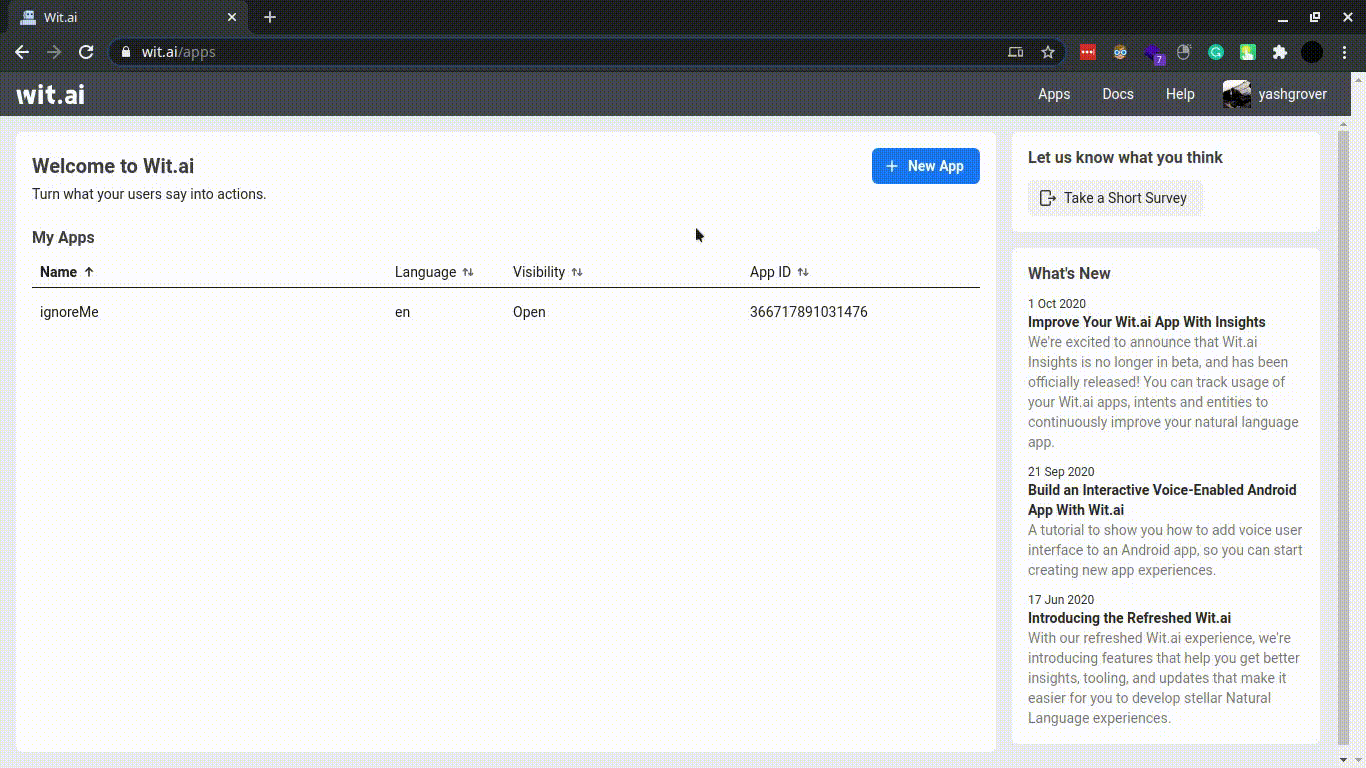 Wit.ai
wit.ai/apps
7
wit.ai
Apps
Docs
Help
yashgrover
Welcome to Wit.ai
New App
Turn what your users say into actions.
My Apps
Name Language Visibility App ID
ignoreMe en Open 366717891031476
Let us know what you think
Take a Short Survey
What's New
1 Oct 2020
Improve Your Wit.ai App With Insights
We're excited to announce that Wit.ai
Insights is no longer in beta, and has been
officially released! You can track usage of
your Wit.ai apps, intents and entities to
continuously improve your natural language
app.
21 Sep 2020
Build an Interactive Voice-Enabled Android
App With Wit.ai
A tutorial to show you how to add voice user
interface to an Android app, so you can start
creating new app experiences.
17 Jun 2020
Introducing the Refreshed Wit.ai
With our refreshed Wit.ai experience, we're
introducing features that help you get better
insights, tooling, and updates that make it
easier for you to develop stellar Natural
Language experiences.